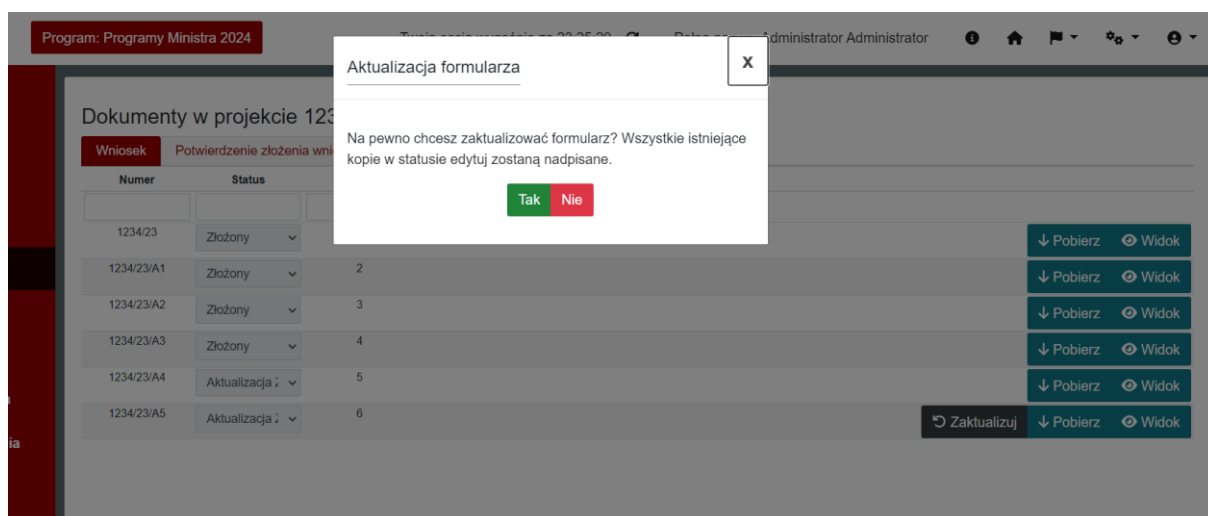 Program: Programy Ministra 2024
Administrator Administrator
Aktualizacja formularza
X
Na pewno chcesz zaktualizować formularz? Wszystkie istniejące
kopie w statusie edytuj zostaną nadpisane.
Tak Nie
Dokumenty w projekcie 123
Wniosek Potwierdzenie złożenia wni
Numer Status
1234/23 Złożony Pobierz Widok
1234/23/A1 Złożony 2 Pobierz Widok
1234/23/A2 Złożony 3 Pobierz Widok
1234/23/A3 Złożony 4 Pobierz Widok
1234/23/A4 Aktualizacja 5 Pobierz Widok
1234/23/A5 Aktualizacja 6 Zaktualizuj Pobierz Widok
ia